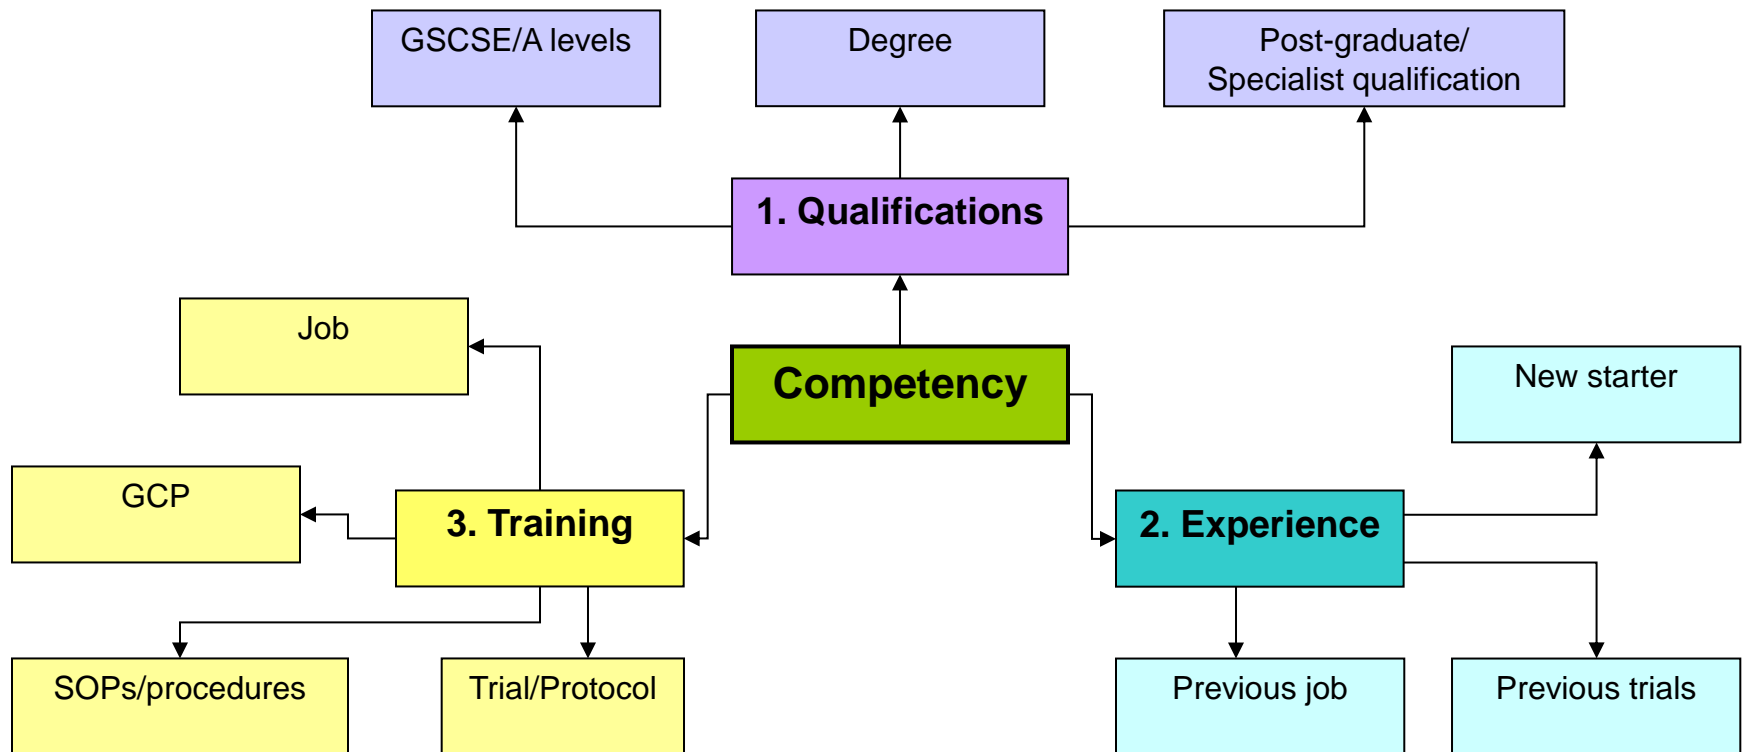 GSCSE/A levels
Degree
Post-graduate/
Specialist qualification
1. Qualifications
Job
Competency
New starter
GCP
3. Training
2. Experience
SOPs/procedures
Trial/Protocol
Previous job
Previous trials